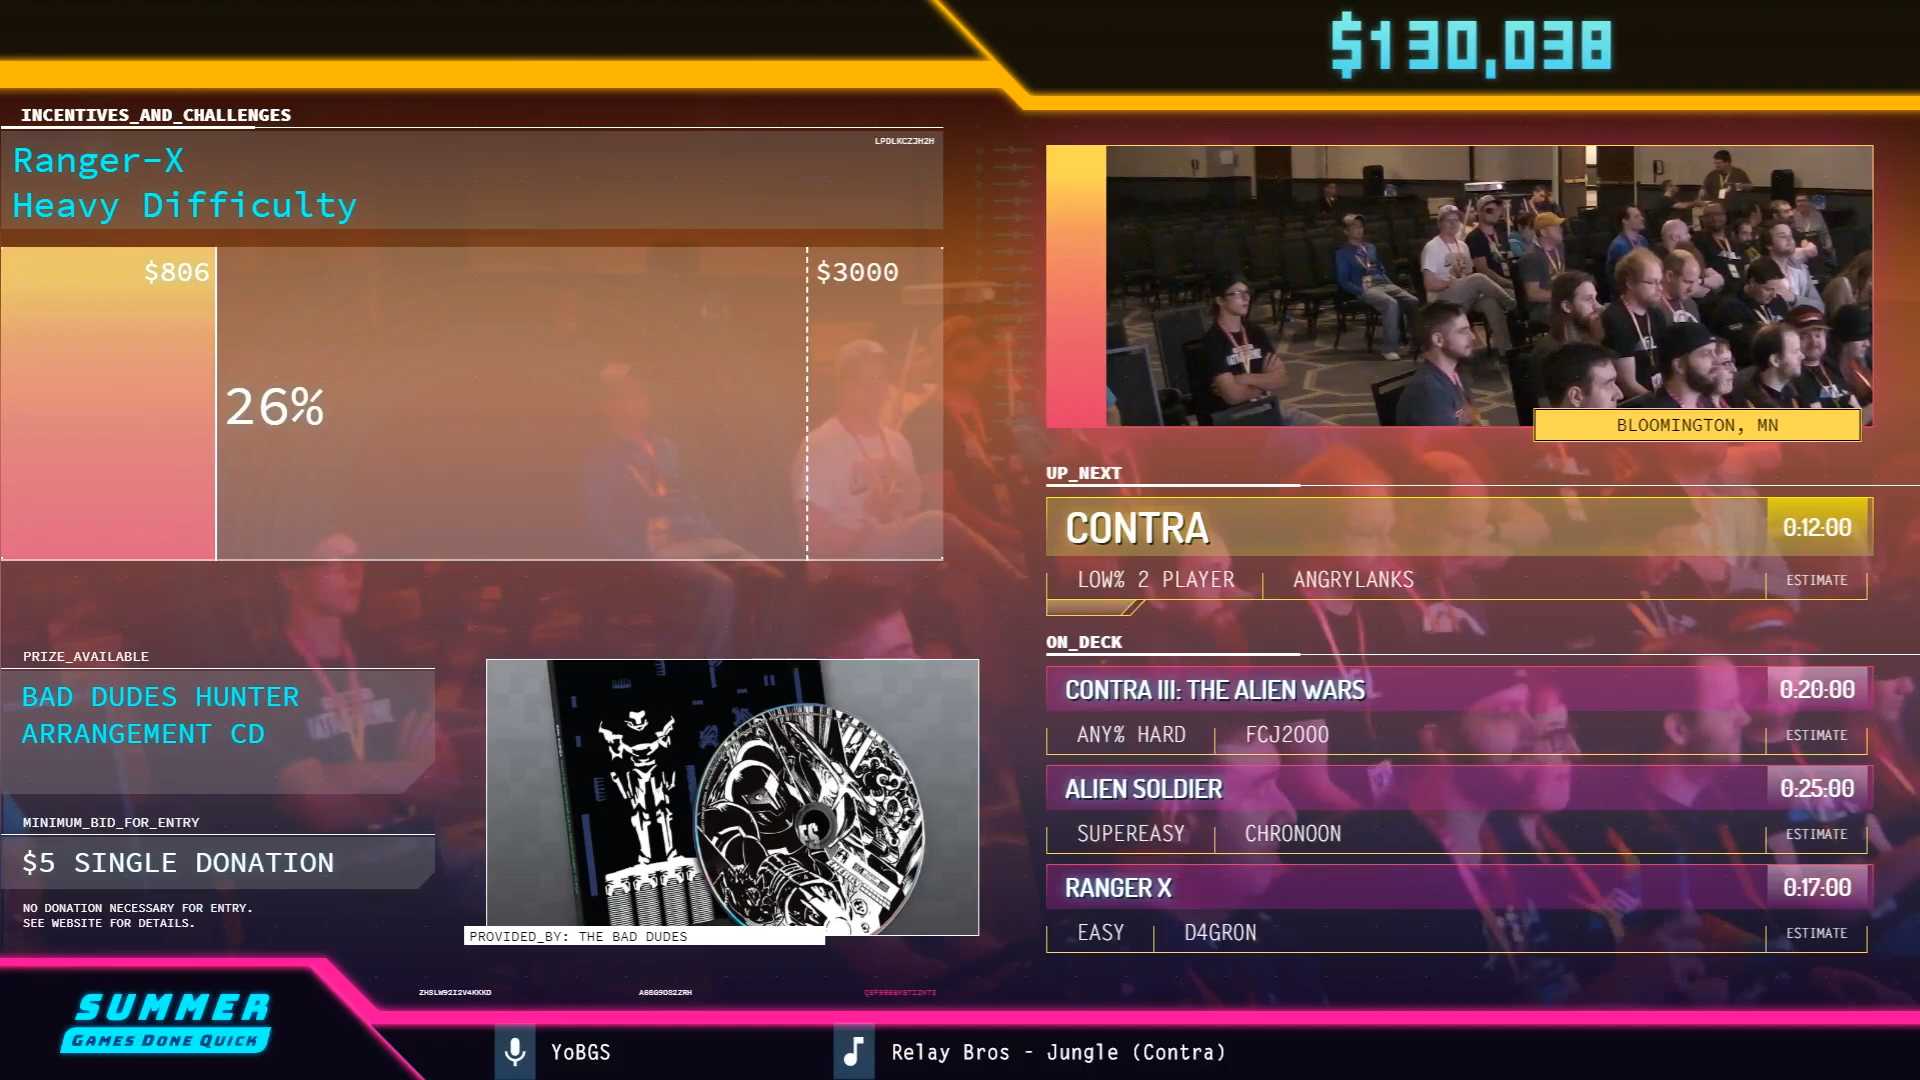 $130,038
INCENTIVES_AND_CHALLENGES
LPDLKCZJH2H
Ranger-X
Heavy Difficulty
$806
$3000
26%
BLOOMINGTON, MN
UP_NEXT
CONTRA
0:12:00
LOW% 2 PLAYER
ANGRYLANKS
ESTIMATE
ON_DECK
CONTRA III: THE ALIEN WARS
0:20:00
ANY% HARD
FCJ2000
ESTIMATE
ALIEN SOLDIER
0:25:00
SUPEREASY
CHRONOON
ESTIMATE
RANGER X
0:17:00
EASY
D4GRON
ESTIMATE
PRIZE_AVAILABLE
BAD DUDES HUNTER
ARRANGEMENT CD
MINIMUM_BID_FOR_ENTRY
$5 SINGLE DONATION
NO DONATION NECESSARY FOR ENTRY.
SEE WEBSITE FOR DETAILS.
PROVIDED_BY: THE BAD DUDES
SUMMER
GAMES DONE QUICK
YoBGS
Relay Bros - Jungle (Contra)